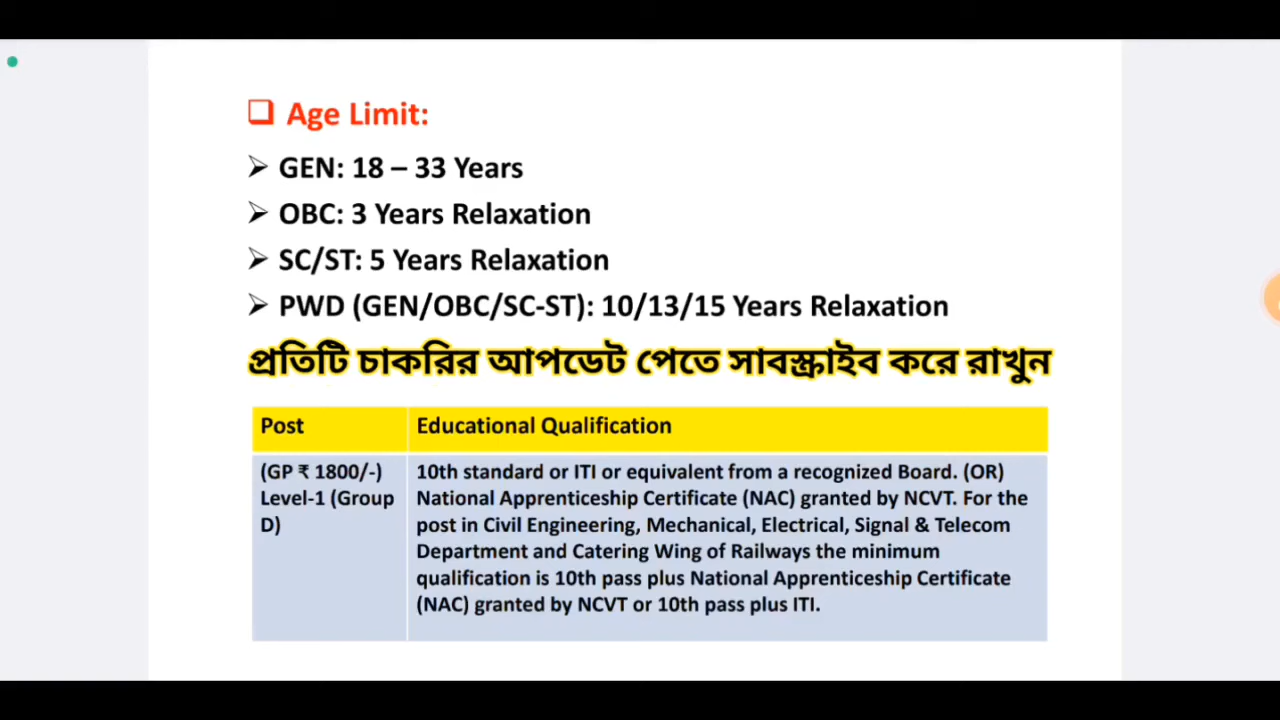 Age Limit:
GEN: 18 – 33 Years
OBC: 3 Years Relaxation
SC/ST: 5 Years Relaxation
PWD (GEN/OBC/SC-ST): 10/13/15 Years Relaxation
প্রতিটি চাকরির আপডেট পেতে সাবস্ক্রাইব করে রাখুন
Post
Educational Qualification
(GP ₹ 1800/-)
Level-1 (Group
D)
10th standard or ITI or equivalent from a recognized Board. (OR)
National Apprenticeship Certificate (NAC) granted by NCVT. For the
post in Civil Engineering, Mechanical, Electrical, Signal & Telecom
Department and Catering Wing of Railways the minimum
qualification is 10th pass plus National Apprenticeship Certificate
(NAC) granted by NCVT or 10th pass plus ITI.